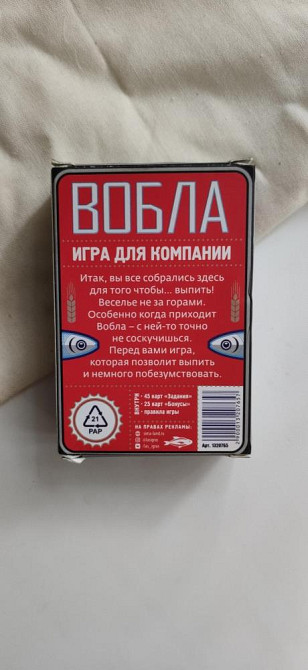 ВОБЛА
ИГРА ДЛЯ КОМПАНИИ
Итак, вы все собрались здесь
для того чтобы... выпить!
Веселье не за горами.
Особенно когда приходит
Вобла – с ней-то точно
не соскучишься.
Перед вами игра,
которая позволит выпить
и немного побезумствовать.
21
PAP
ВНУТРИ
• 45 карт «Задания»
• 25 карт «Бонусы»
• правила игры
НА ПРАВАХ РЕКЛАМЫ:
Арт. 1320755